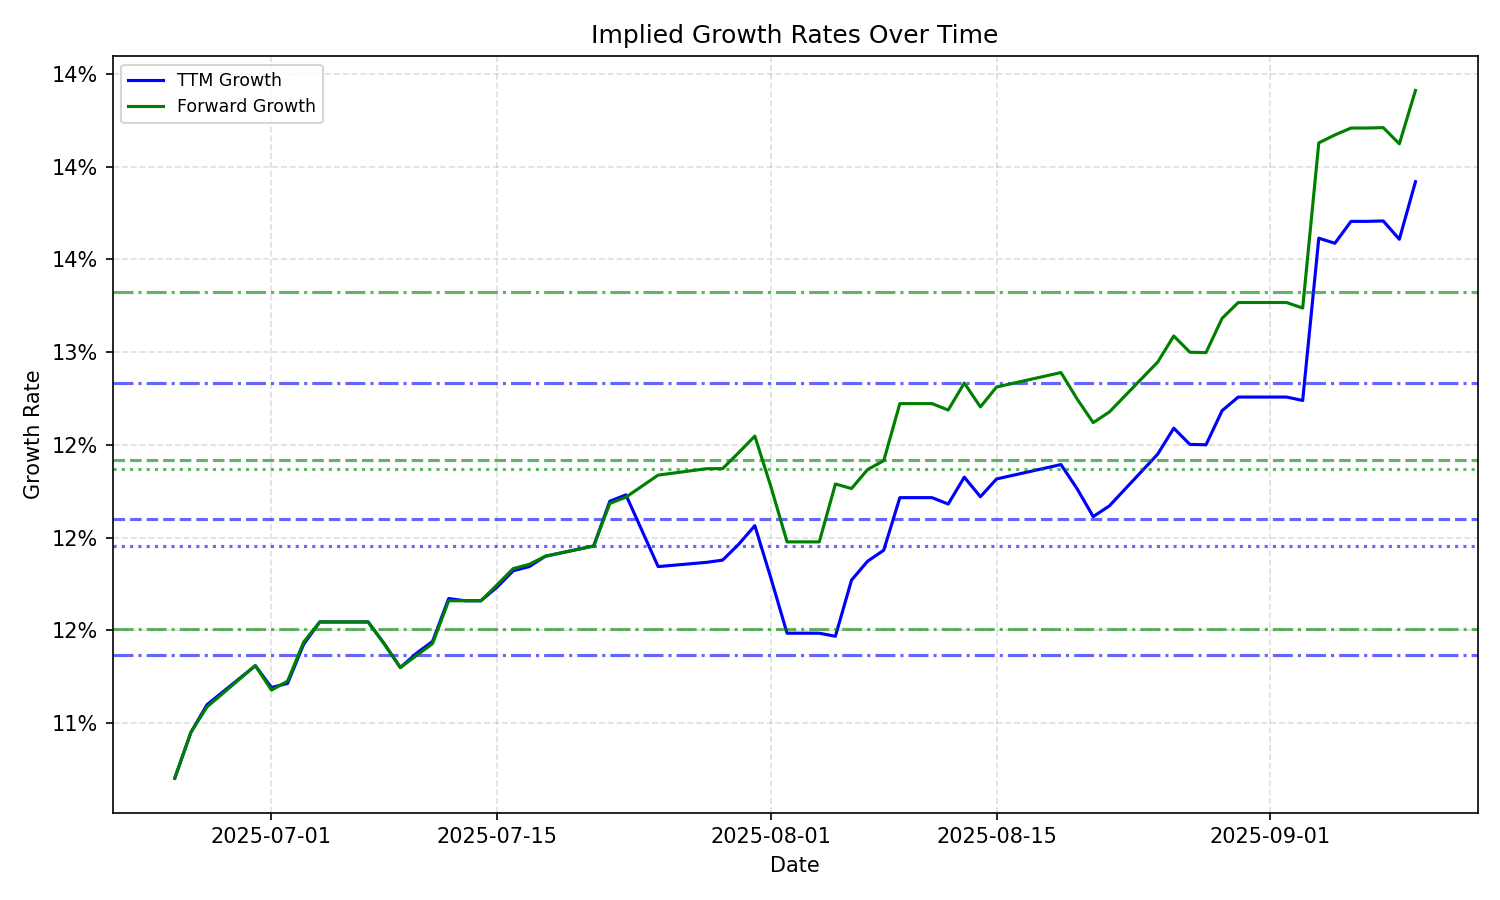 Implied Growth Rates Over Time
TTM Growth
Forward Growth
14%
14%
14%
13%
12%
12%
12%
11%
Growth Rate
2025-07-01
2025-07-15
2025-08-01
2025-08-15
2025-09-01
Date